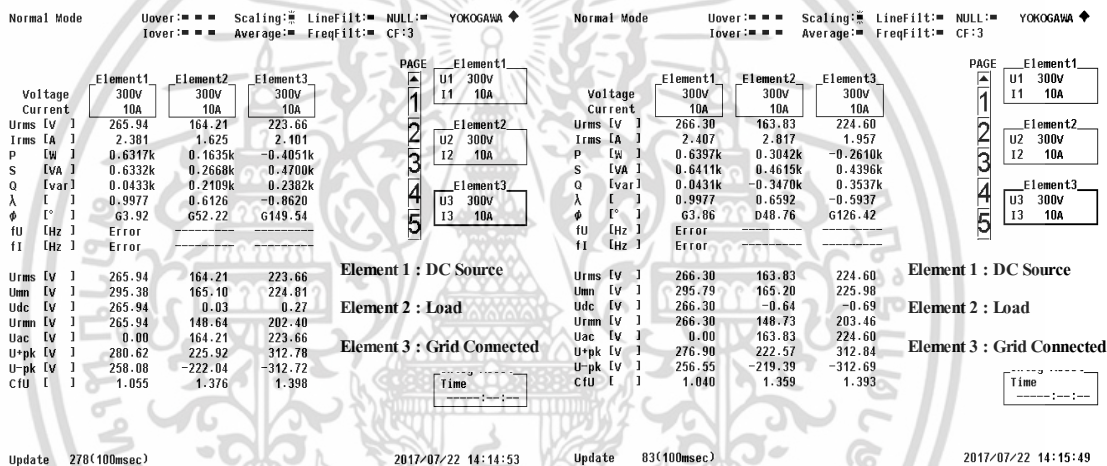 Normal Mode Uover:■ ■ ■ Scaling:■ LineFilt:■ NULL:■ YOKOGAWA ◆
Iover:■ ■ ■ Average:■ FreqFilt:■ CF:3
PAGE
▲
1
2
3
4
5
Element1
U1 300V
I1 10A
Element2
U2 300V
I2 10A
Element3
U3 300V
I3 10A
Element1 Element2 Element3
Voltage 300V 300V 300V
Current 10A 10A 10A
Urms [V ] 265.94 164.21 223.66
Irms [A ] 2.381 1.625 2.101
P [W ] 0.6317k 0.1635k -0.4051k
S [VA ] 0.6332k 0.2668k 0.4700k
Q [var] 0.0433k 0.2109k 0.2382k
λ [ ] 0.9977 0.6126 -0.8620
ϕ [° ] G3.92 G52.22 G149.54
fU [Hz ] Error --------- ---------
fI [Hz ] Error --------- ---------
Urms [V ] 265.94 164.21 223.66
Umn [V ] 295.38 165.10 224.81
Udc [V ] 265.94 0.03 0.27
Urmn [V ] 265.94 148.64 202.40
Uac [V ] 0.00 164.21 223.66
U+pk [V ] 280.62 225.92 312.78
U-pk [V ] 258.08 -222.04 -312.72
CfU [ ] 1.055 1.376 1.398
Element 1 : DC Source
Element 2 : Load
Element 3 : Grid Connected
Time
-----:--:--
Update 278(100msec) 2017/07/22 14:14:53
Normal Mode Uover:■ ■ ■ Scaling:■ LineFilt:■ NULL:■ YOKOGAWA ◆
Iover:■ ■ ■ Average:■ FreqFilt:■ CF:3
PAGE
▲
1
2
3
4
5
Element1
U1 300V
I1 10A
Element2
U2 300V
I2 10A
Element3
U3 300V
I3 10A
Element1 Element2 Element3
Voltage 300V 300V 300V
Current 10A 10A 10A
Urms [V ] 266.30 163.83 224.60
Irms [A ] 2.407 2.817 1.957
P [W ] 0.6397k 0.3042k -0.2610k
S [VA ] 0.6411k 0.4615k 0.4396k
Q [var] 0.0431k -0.3470k 0.3537k
λ [ ] 0.9977 0.6592 -0.5937
ϕ [° ] G3.86 D48.76 G126.42
fU [Hz ] Error --------- ---------
fI [Hz ] Error --------- ---------
Urms [V ] 266.30 163.83 224.60
Umn [V ] 295.79 165.20 225.98
Udc [V ] 266.30 -0.64 -0.69
Urmn [V ] 266.30 148.73 203.46
Uac [V ] 0.00 163.83 224.60
U+pk [V ] 276.90 222.57 312.84
U-pk [V ] 256.55 -219.39 -312.69
CfU [ ] 1.040 1.359 1.393
Element 1 : DC Source
Element 2 : Load
Element 3 : Grid Connected
Time
-----:--:--
Update 83(100msec) 2017/07/22 14:15:49